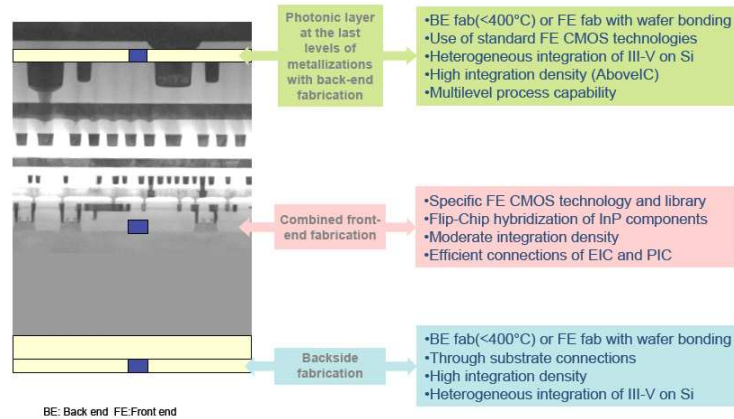 Photonic layer
at the last
levels of
metallizations
with back-end
fabrication
•BE fab(<400°C) or FE fab with wafer bonding
•Use of standard FE CMOS technologies
•Heterogeneous integration of III-V on Si
•High integration density (AboveIC)
•Multilevel process capability
Combined front-
end fabrication
•Specific FE CMOS technology and library
•Flip-Chip hybridization of InP components
•Moderate integration density
•Efficient connections of EIC and PIC
Backside
fabrication
•BE fab(<400°C) or FE fab with wafer bonding
•Through substrate connections
•High integration density
•Heterogeneous integration of III-V on Si
BE: Back end FE:Front end